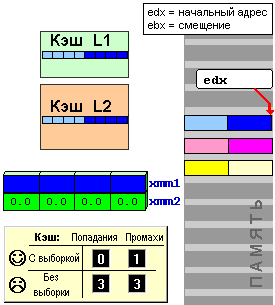 edx = начальный адрес
ebx = смещение
Кэш L1
edx
Кэш L2
xmm1
0.0 0.0 0.0 0.0 xmm2
Кэш: Попадания Промахи
С выборкой 0 1
Без выборки 3 3
ПАМЯТЬ